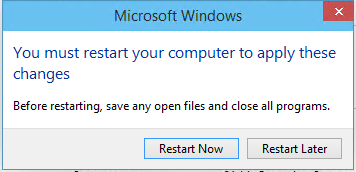 Microsoft Windows
You must restart your computer to apply these
changes
Before restarting, save any open files and close all programs.
Restart Now
Restart Later